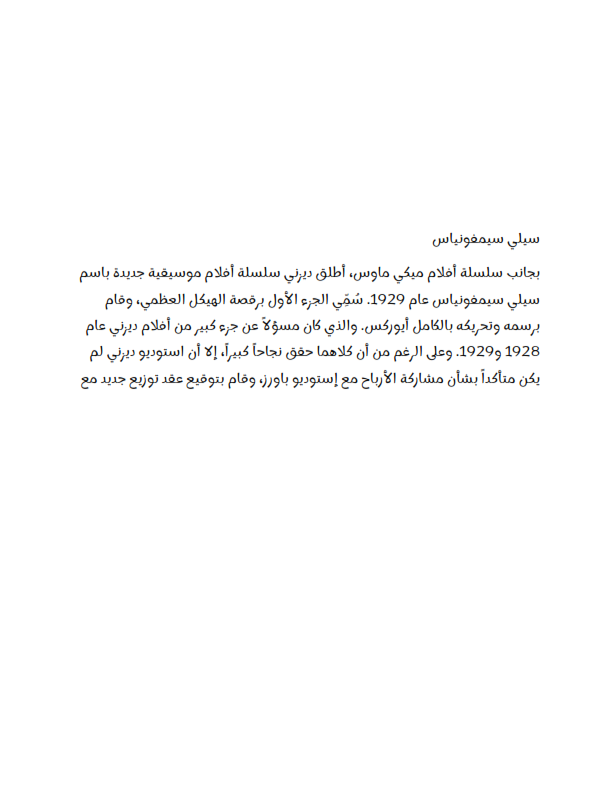 سيلي سيمفونياس
بجانب سلسلة أفلام ميكي ماوس، أطلق ديزني سلسلة أفلام موسيقية جديدة باسم
سيلي سيمفونياس عام 1929. سُمِّي الجزء الأول برقصة الهيكل العظمي، وقام
برسمه وتحريكه بالكامل أيوركس. والذي كان مسؤلاً عن جزء كبير من أفلام ديزني عام
1928 و1929. وعلى الرغم من أن كلاهما حقق نجاحاً كبيراً، إلا أن استوديو ديزني لم
يكن متأكداً بشأن مشاركة الأرباح مع إستوديو باورز، وقام بتوقيع عقد توزيع جديد مع